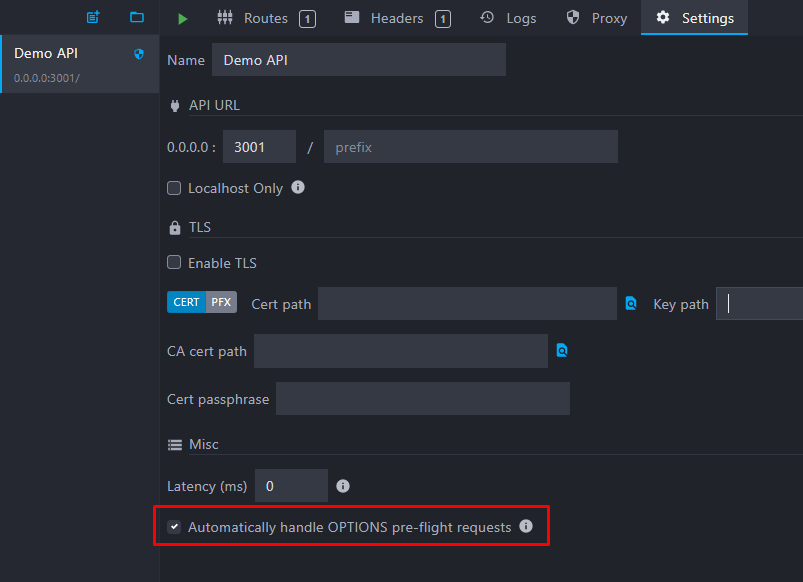 Routes 1 Headers 1 Logs Proxy Settings
Demo API
0.0.0.0:3001/
Name Demo API
API URL
0.0.0.0 : 3001 / prefix
Localhost Only
TLS
Enable TLS
CERT PFX Cert path Key path
CA cert path
Cert passphrase
Misc
Latency (ms) 0
Automatically handle OPTIONS pre-flight requests